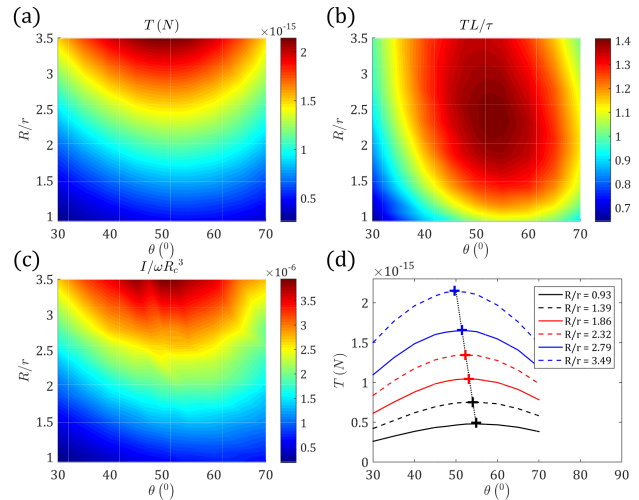 (a)
T (N)
×10⁻¹⁵
3.5
3
2.5
2
1.5
1
R/r
30 40 50 60 70
θ (⁰)
2
1.5
1
0.5
(b)
TL/τ
3.5
3
2.5
2
1.5
1
R/r
30 40 50 60 70
θ (⁰)
1.4
1.3
1.2
1.1
1
0.9
0.8
0.7
(c)
I/ωR_c³
×10⁻⁶
3.5
3
2.5
2
1.5
1
R/r
30 40 50 60 70
θ (⁰)
3.5
3
2.5
2
1.5
1
0.5
(d)
×10⁻¹⁵
2
1.5
1
0.5
0
T (N)
30 40 50 60 70 80 90
θ (⁰)
R/r = 0.93
R/r = 1.39
R/r = 1.86
R/r = 2.32
R/r = 2.79
R/r = 3.49